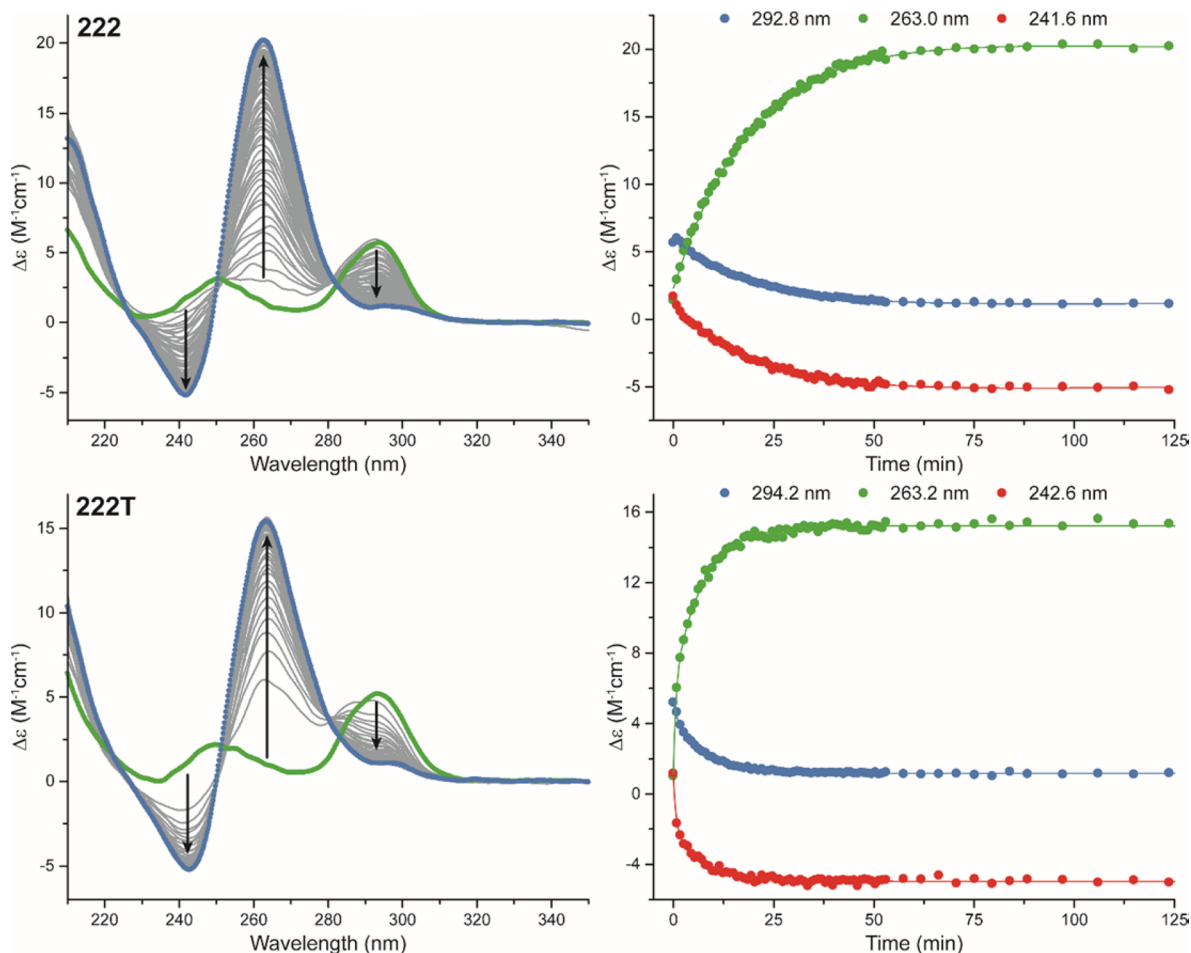 222
20
15
10
5
0
-5
Δε (M⁻¹cm⁻¹)
220 240 260 280 300 320 340
Wavelength (nm)
292.8 nm 263.0 nm 241.6 nm
20
15
10
5
0
-5
Δε (M⁻¹cm⁻¹)
0 25 50 75 100 125
Time (min)
222T
15
10
5
0
-5
Δε (M⁻¹cm⁻¹)
220 240 260 280 300 320 340
Wavelength (nm)
294.2 nm 263.2 nm 242.6 nm
16
12
8
4
0
-4
Δε (M⁻¹cm⁻¹)
0 25 50 75 100 125
Time (min)